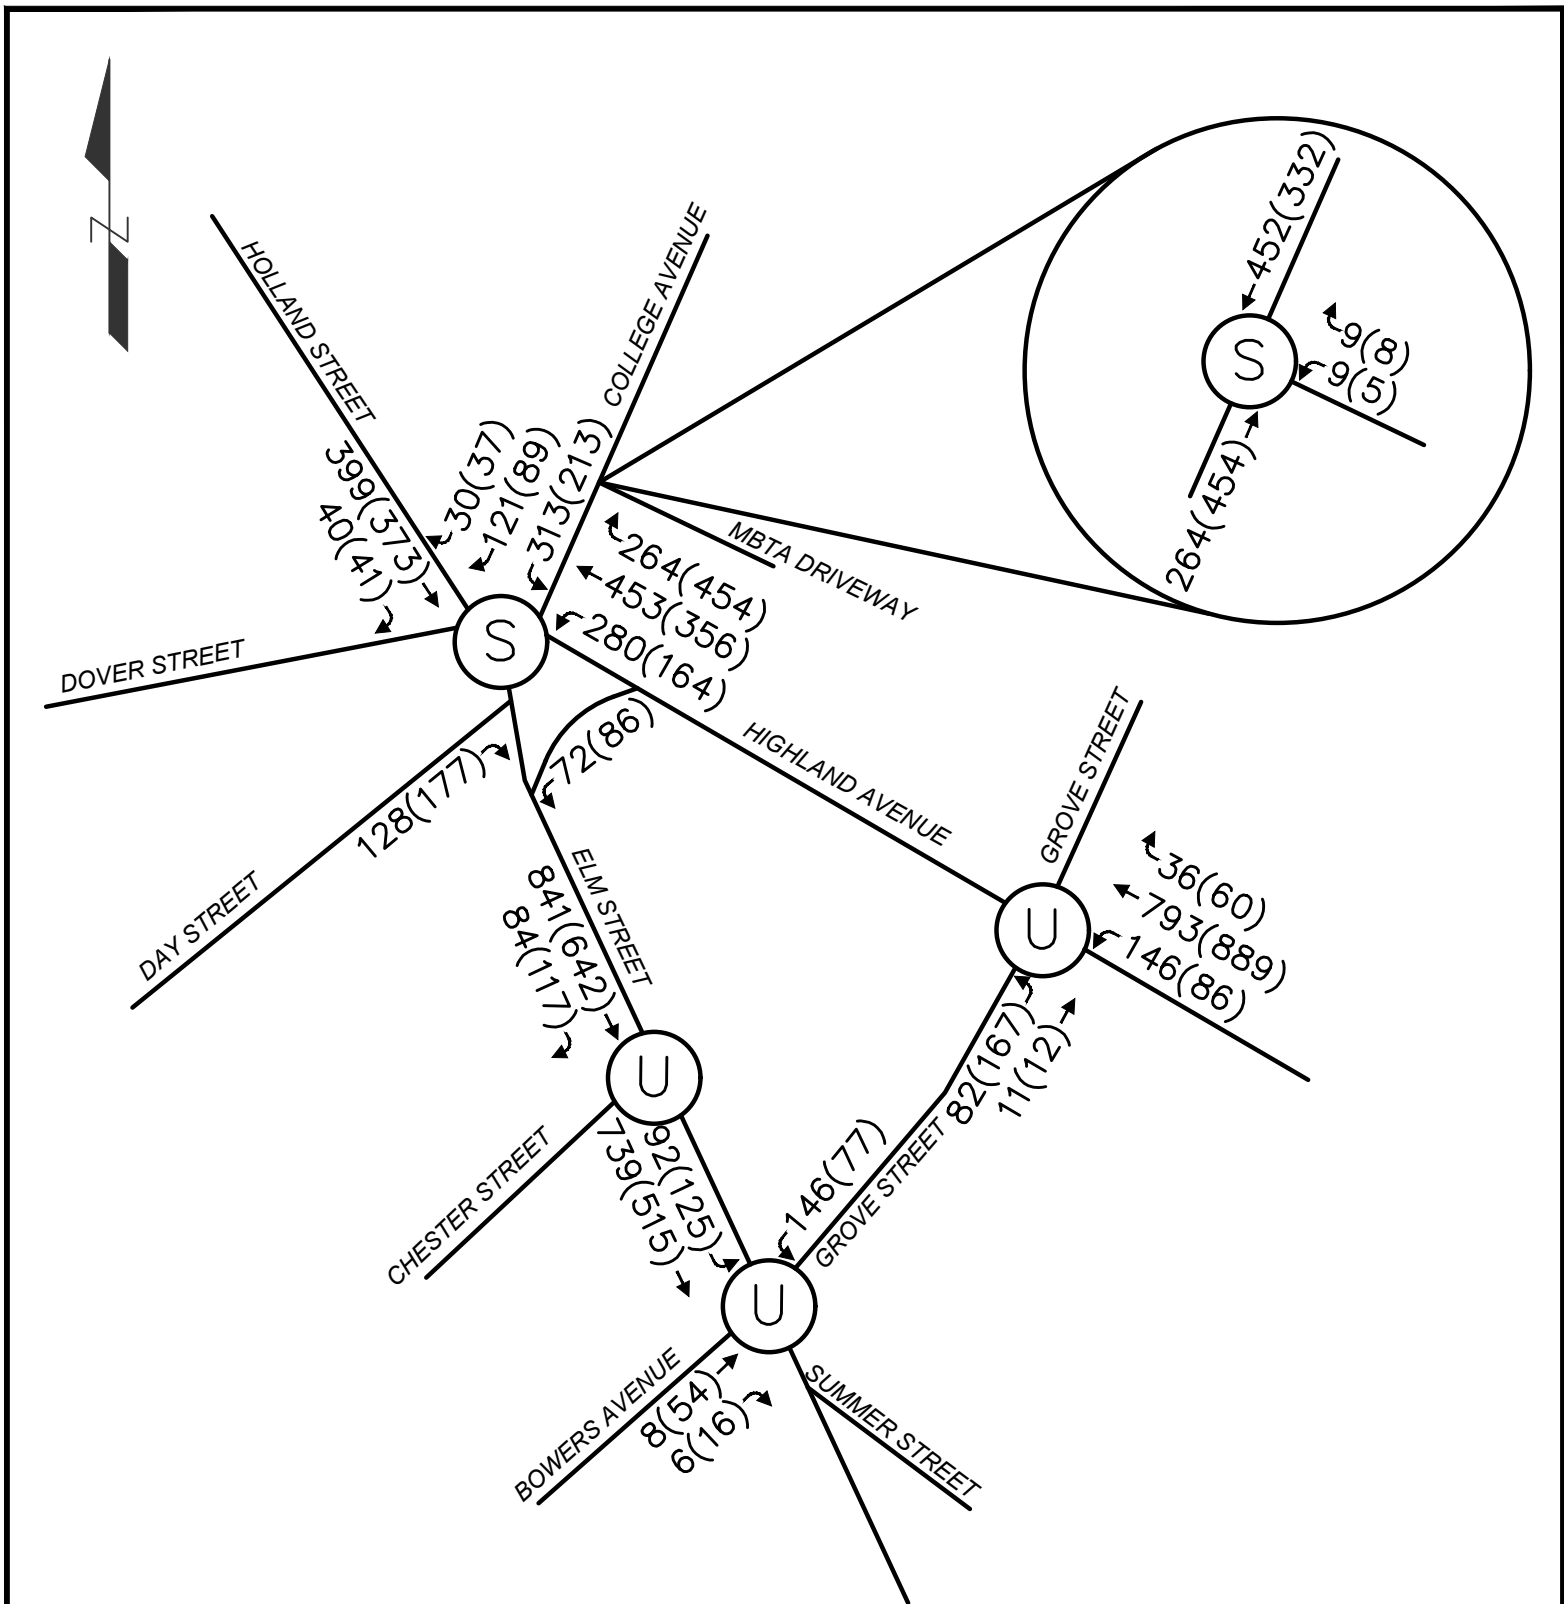 N
HOLLAND STREET
COLLEGE AVENUE
452(332)
S
9(8)
9(5)
264(454)
399(373)
40(41)
30(37)
121(89)
313(213)
MBTA DRIVEWAY
264(454)
453(356)
280(164)
S
DOVER STREET
72(86)
128(177)
DAY STREET
HIGHLAND AVENUE
GROVE STREET
36(60)
793(889)
146(86)
U
ELM STREET
841(642)
84(117)
82(167)
11(12)
U
CHESTER STREET
92(125)
739(515)
146(77)
GROVE STREET
U
BOWERS AVENUE
8(54)
6(16)
SUMMER STREET